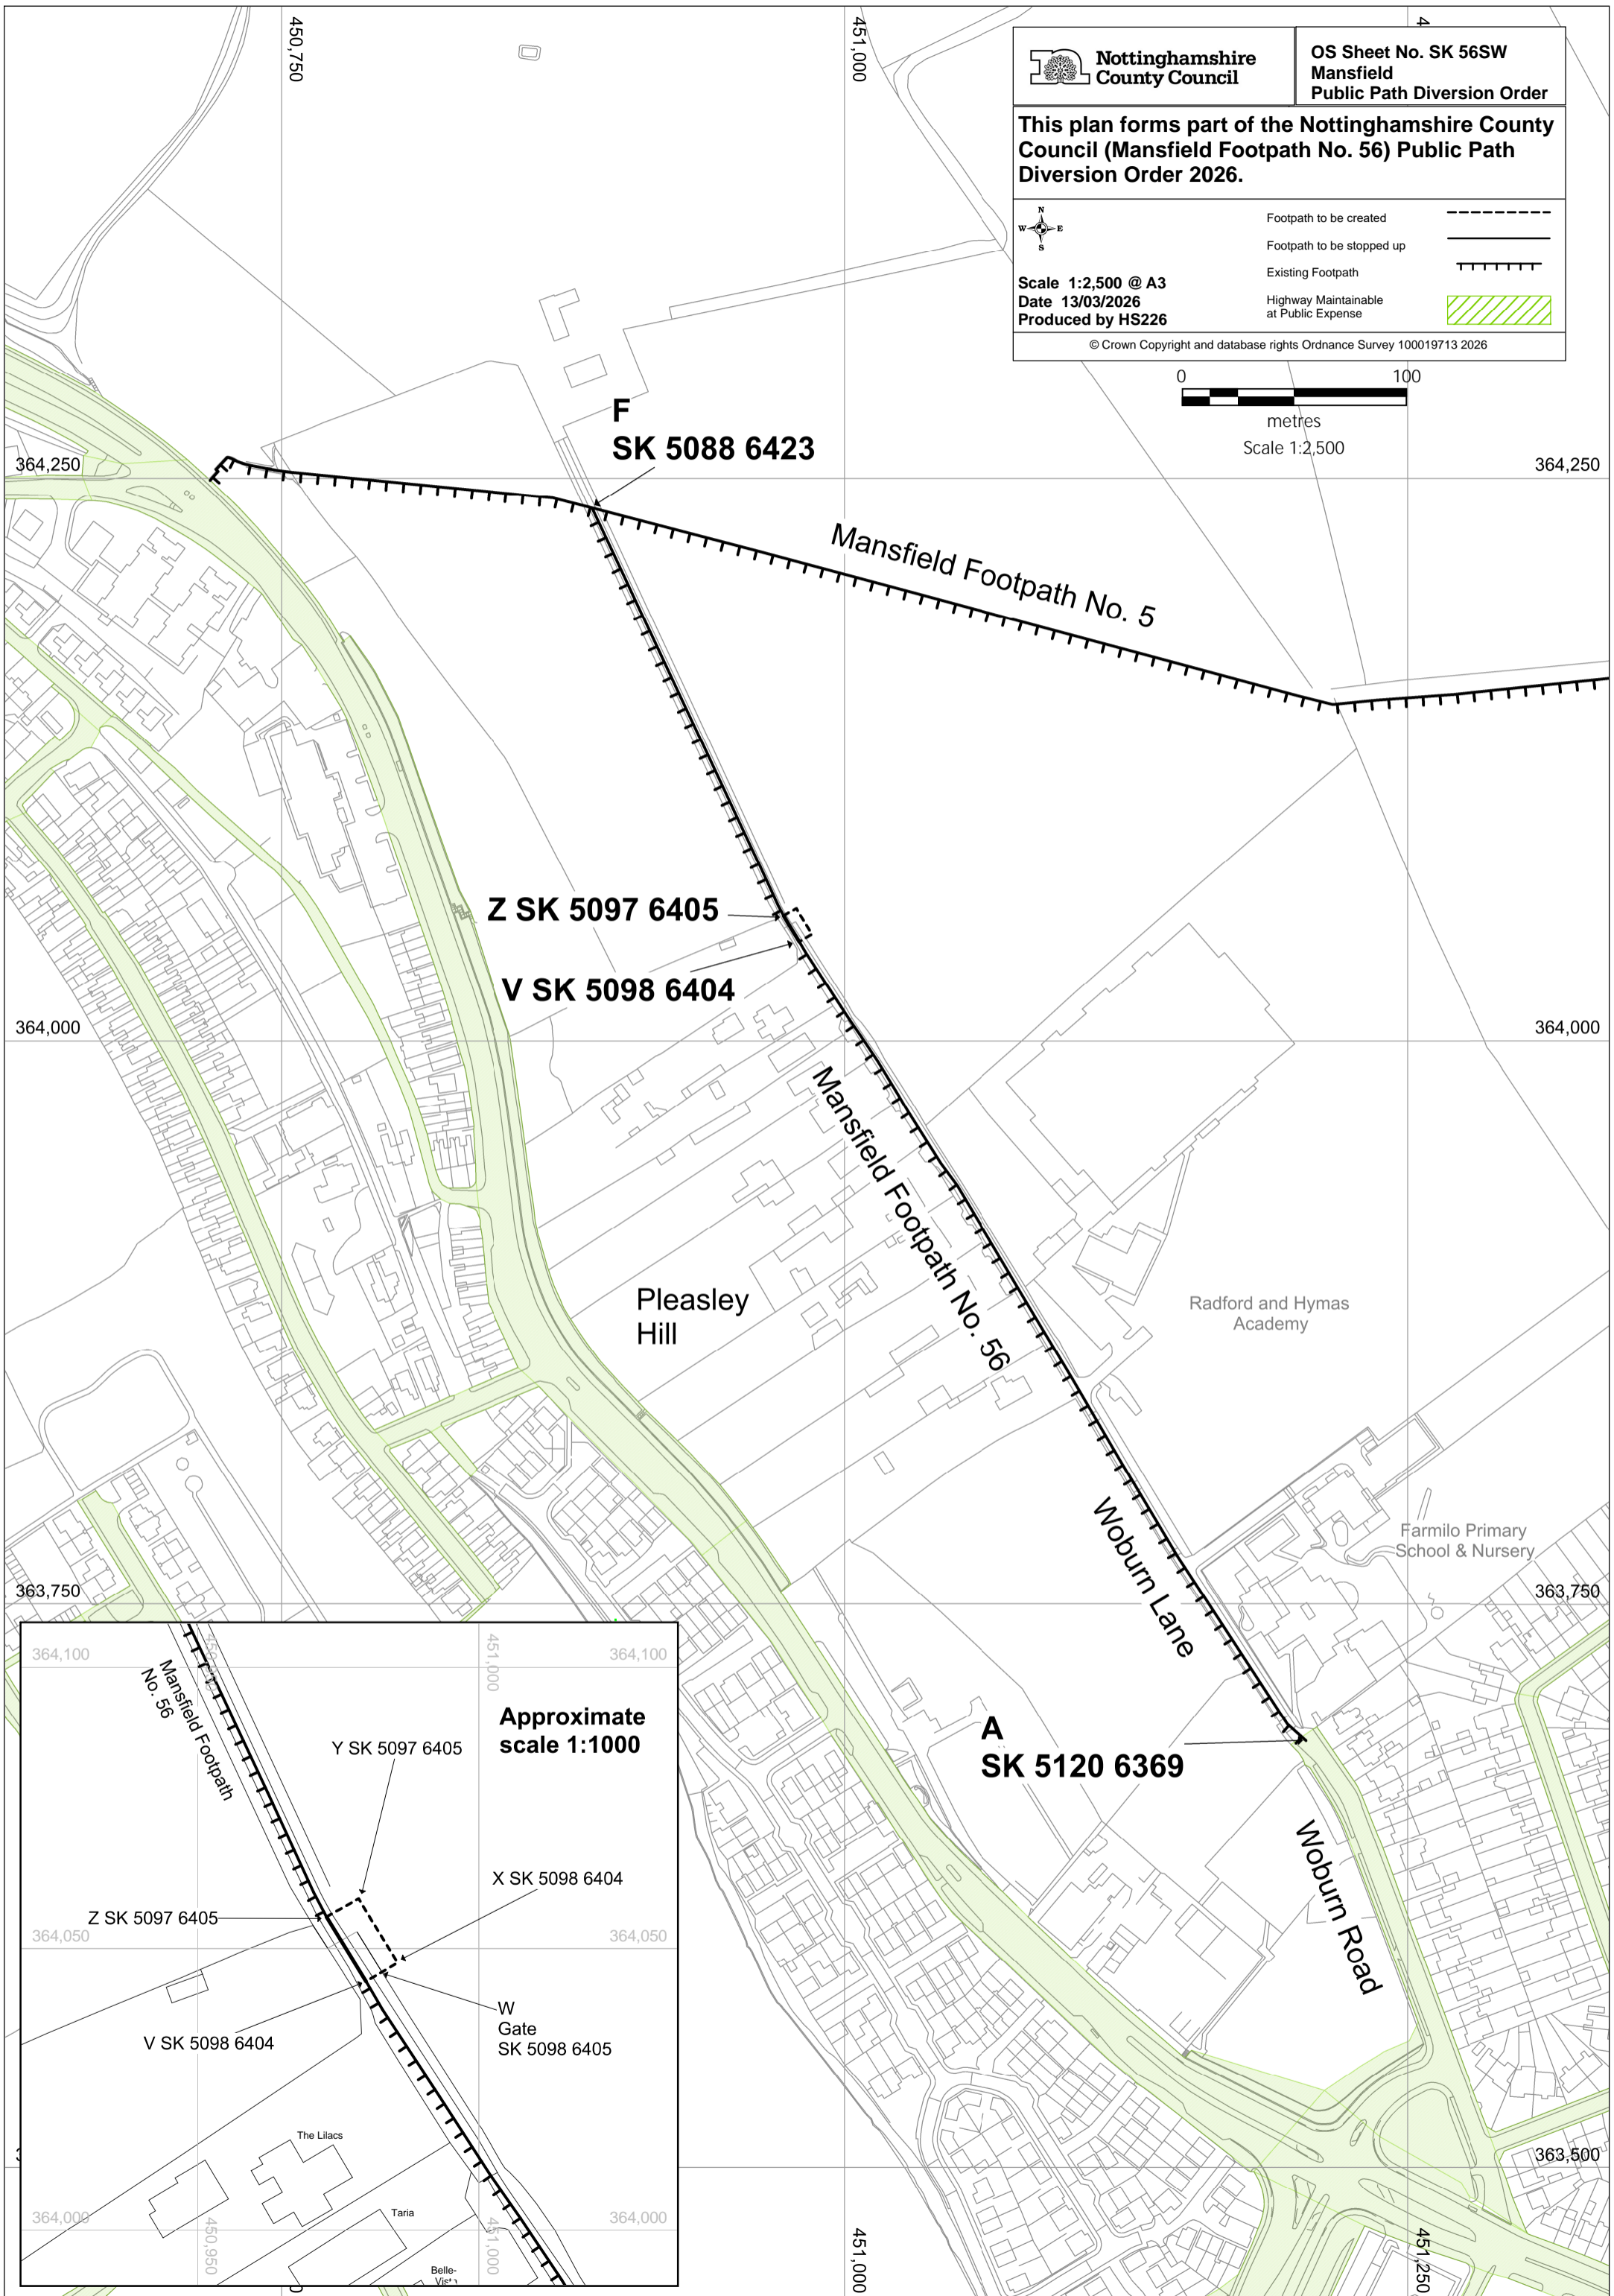 450,750
451,000
Nottinghamshire
County Council
OS Sheet No. SK 56SW
Mansfield
Public Path Diversion Order
This plan forms part of the Nottinghamshire County
Council (Mansfield Footpath No. 56) Public Path
Diversion Order 2026.
N
W E
S
Scale 1:2,500 @ A3
Date 13/03/2026
Produced by HS226
Footpath to be created
Footpath to be stopped up
Existing Footpath
Highway Maintainable
at Public Expense
© Crown Copyright and database rights Ordnance Survey 100019713 2026
0 100
metres
Scale 1:2,500
F
SK 5088 6423
364,250
364,250
Mansfield Footpath No. 5
Z SK 5097 6405
V SK 5098 6404
364,000
364,000
Mansfield Footpath No. 56
Pleasley
Hill
Radford and Hymas
Academy
Woburn Lane
Farmilo Primary
School & Nursery
363,750
363,750
A
SK 5120 6369
Woburn Road
363,500
451,000
451,250
364,100
451,000
364,100
Mansfield Footpath
No. 56
Approximate
scale 1:1000
Y SK 5097 6405
X SK 5098 6404
Z SK 5097 6405
364,050
364,050
W
Gate
SK 5098 6405
V SK 5098 6404
The Lilacs
Taria
364,000
364,000
450,950
451,000
Belle-